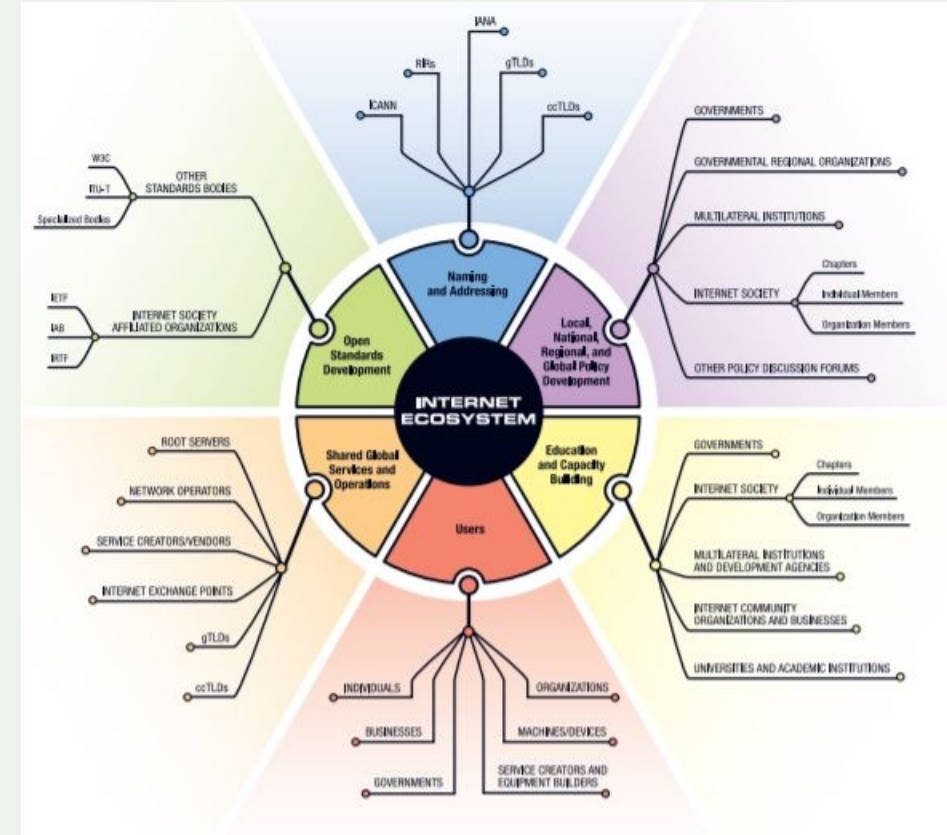 IANA
RIRs
gTLDs
ICANN
ccTLDs
W3C
OTHER
STANDARDS BODIES
ITU-T
Specialized Bodies
IETF
INTERNET SOCIETY
AFFILIATED ORGANIZATIONS
IAB
IRTF
GOVERNMENTS
GOVERNMENTAL REGIONAL ORGANIZATIONS
MULTILATERAL INSTITUTIONS
Chapters
INTERNET SOCIETY
Individual Members
Organization Members
OTHER POLICY DISCUSSION FORUMS
Naming
and Addressing
Open
Standards
Development
Local,
National,
Regional, and
Global Policy
Development
INTERNET
ECOSYSTEM
Shared Global
Services and
Operations
Education
and Capacity
Building
Users
ROOT SERVERS
NETWORK OPERATORS
SERVICE CREATORS/VENDORS
INTERNET EXCHANGE POINTS
gTLDs
ccTLDs
GOVERNMENTS
Chapters
INTERNET SOCIETY
Individual Members
Organization Members
MULTILATERAL INSTITUTIONS
AND DEVELOPMENT AGENCIES
INTERNET COMMUNITY
ORGANIZATIONS AND BUSINESSES
UNIVERSITIES AND ACADEMIC INSTITUTIONS
INDIVIDUALS
ORGANIZATIONS
BUSINESSES
MACHINES/DEVICES
GOVERNMENTS
SERVICE CREATORS AND
EQUIPMENT BUILDERS